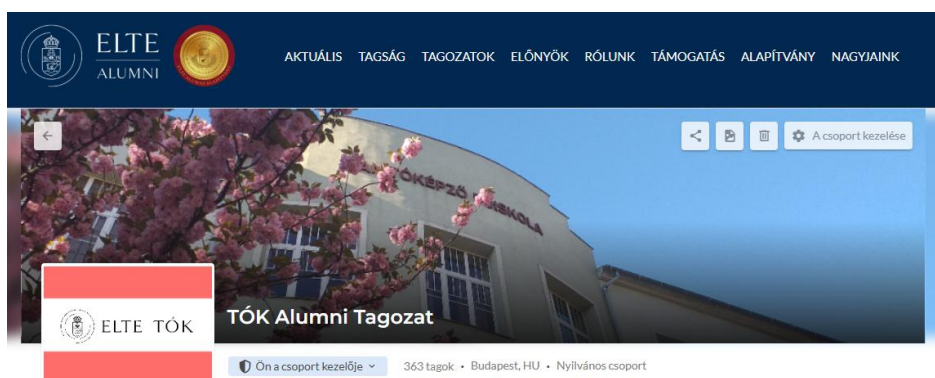 ELTE
ALUMNI
AKTUÁLIS TAGSÁG TAGOZATOK ELŐNYÖK RÓLUNK TÁMOGATÁS ALAPÍTVÁNY NAGYJAINK
A csoport kezelése
ELTE TÓK
TÓK Alumni Tagozat
Ön a csoport kezelője
363 tagok • Budapest, HU • Nyilvános csoport